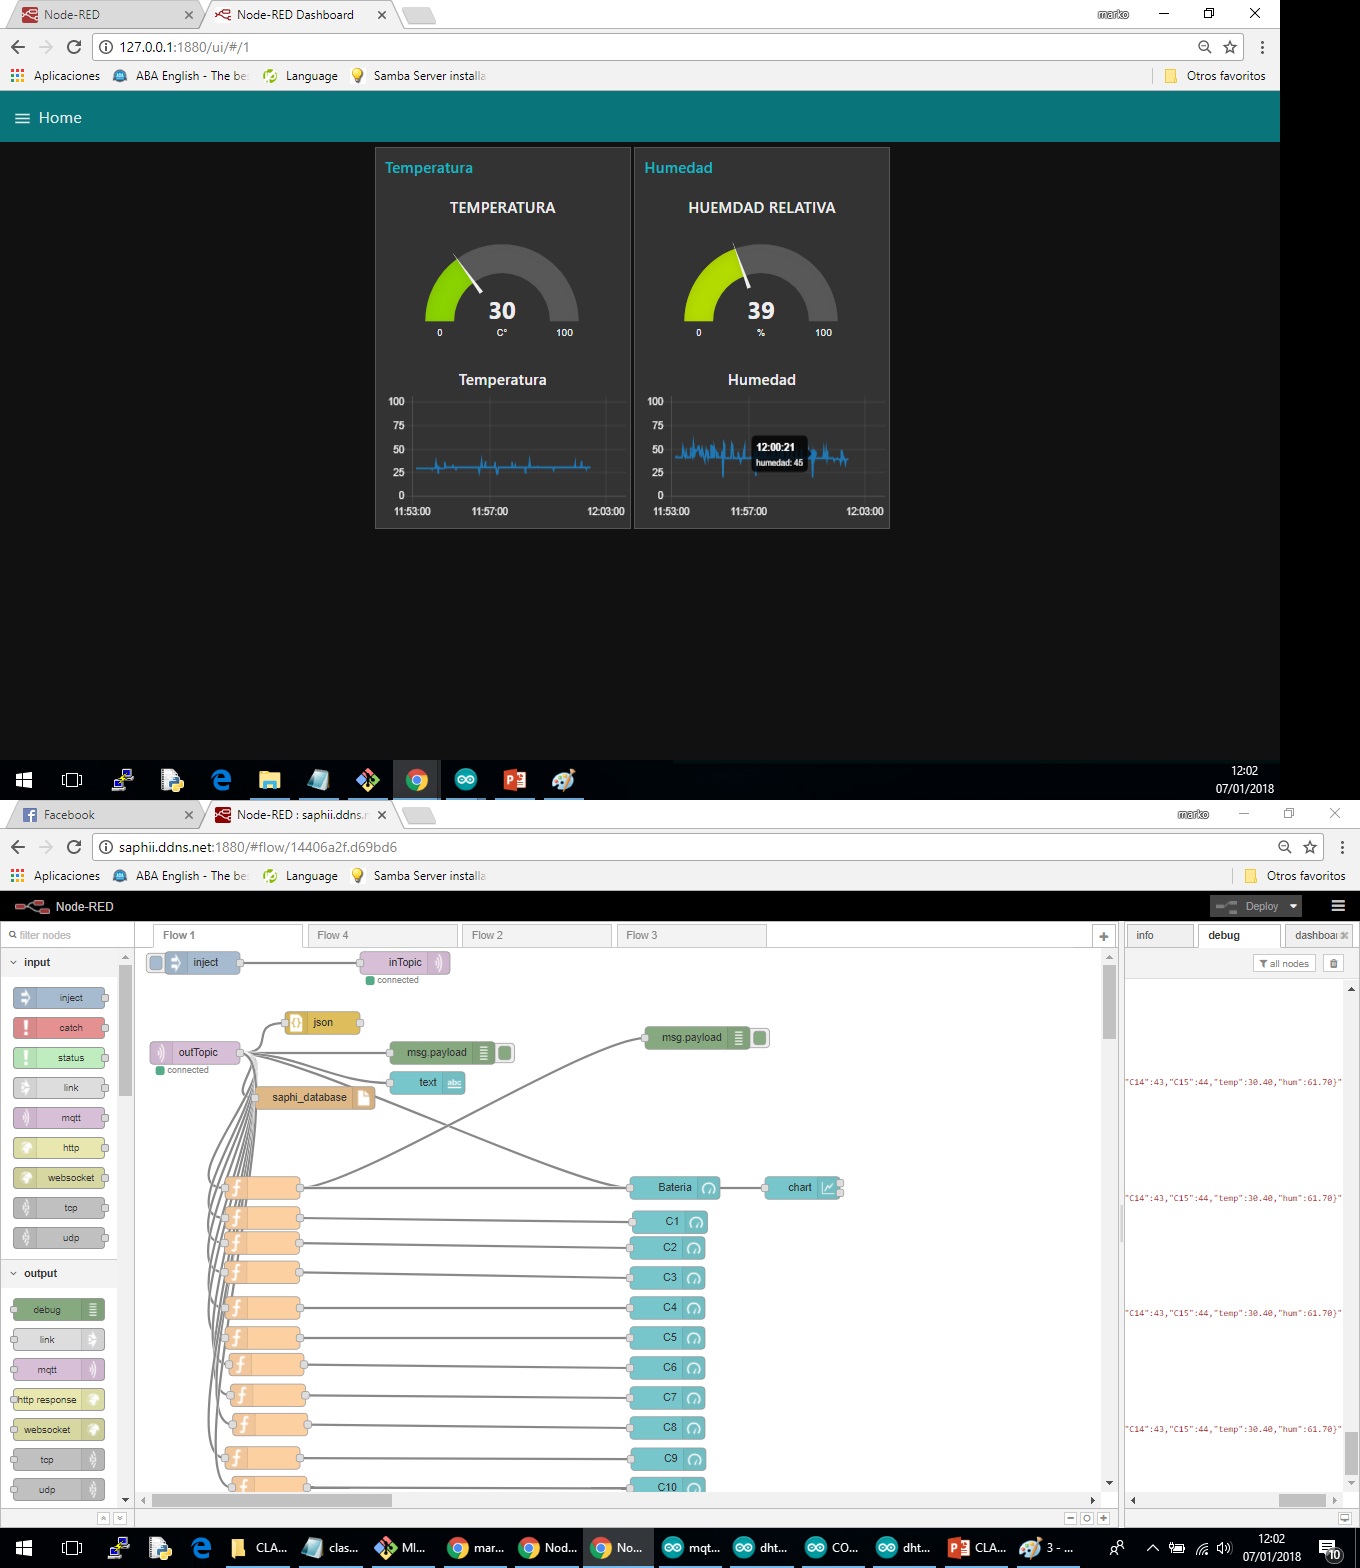 Node-RED
Node-RED Dashboard
marko
127.0.0.1:1880/ui/#/1
Aplicaciones
ABA English - The be
Language
Samba Server installa
Otros favoritos
Home
Temperatura
TEMPERATURA
30
0
C°
100
Temperatura
100
75
50
25
0
11:53:00
11:57:00
12:03:00
Humedad
HUEMDAD RELATIVA
39
0
%
100
Humedad
100
75
50
25
0
12:00:21
humedad: 45
11:53:00
11:57:00
12:03:00
12:02
07/01/2018
Facebook
Node-RED : saphii.ddns.n
marko
saphii.ddns.net:1880/#flow/14406a2f.d69bd6
Aplicaciones
ABA English - The be
Language
Samba Server installa
Otros favoritos
Node-RED
Deploy
filter nodes
Flow 1
Flow 4
Flow 2
Flow 3
info
debug
dashboar
all nodes
input
inject
catch
status
link
mqtt
http
websocket
tcp
udp
output
debug
link
mqtt
http response
websocket
tcp
udp
inject
inTopic
connected
json
outTopic
connected
msg.payload
text
saphi_database
msg.payload
Bateria
chart
C1
C2
C3
C4
C5
C6
C7
C8
C9
C10
"C14":43,"C15":44,"temp":30.40,"hum":61.70}"
"C14":43,"C15":44,"temp":30.40,"hum":61.70}"
"C14":43,"C15":44,"temp":30.40,"hum":61.70}"
"C14":43,"C15":44,"temp":30.40,"hum":61.70}"
CLA...
clas...
MI...
mar...
Nod...
No...
mqt...
dht...
CO...
dht...
CLA...
3 - ...
12:02
07/01/2018
10